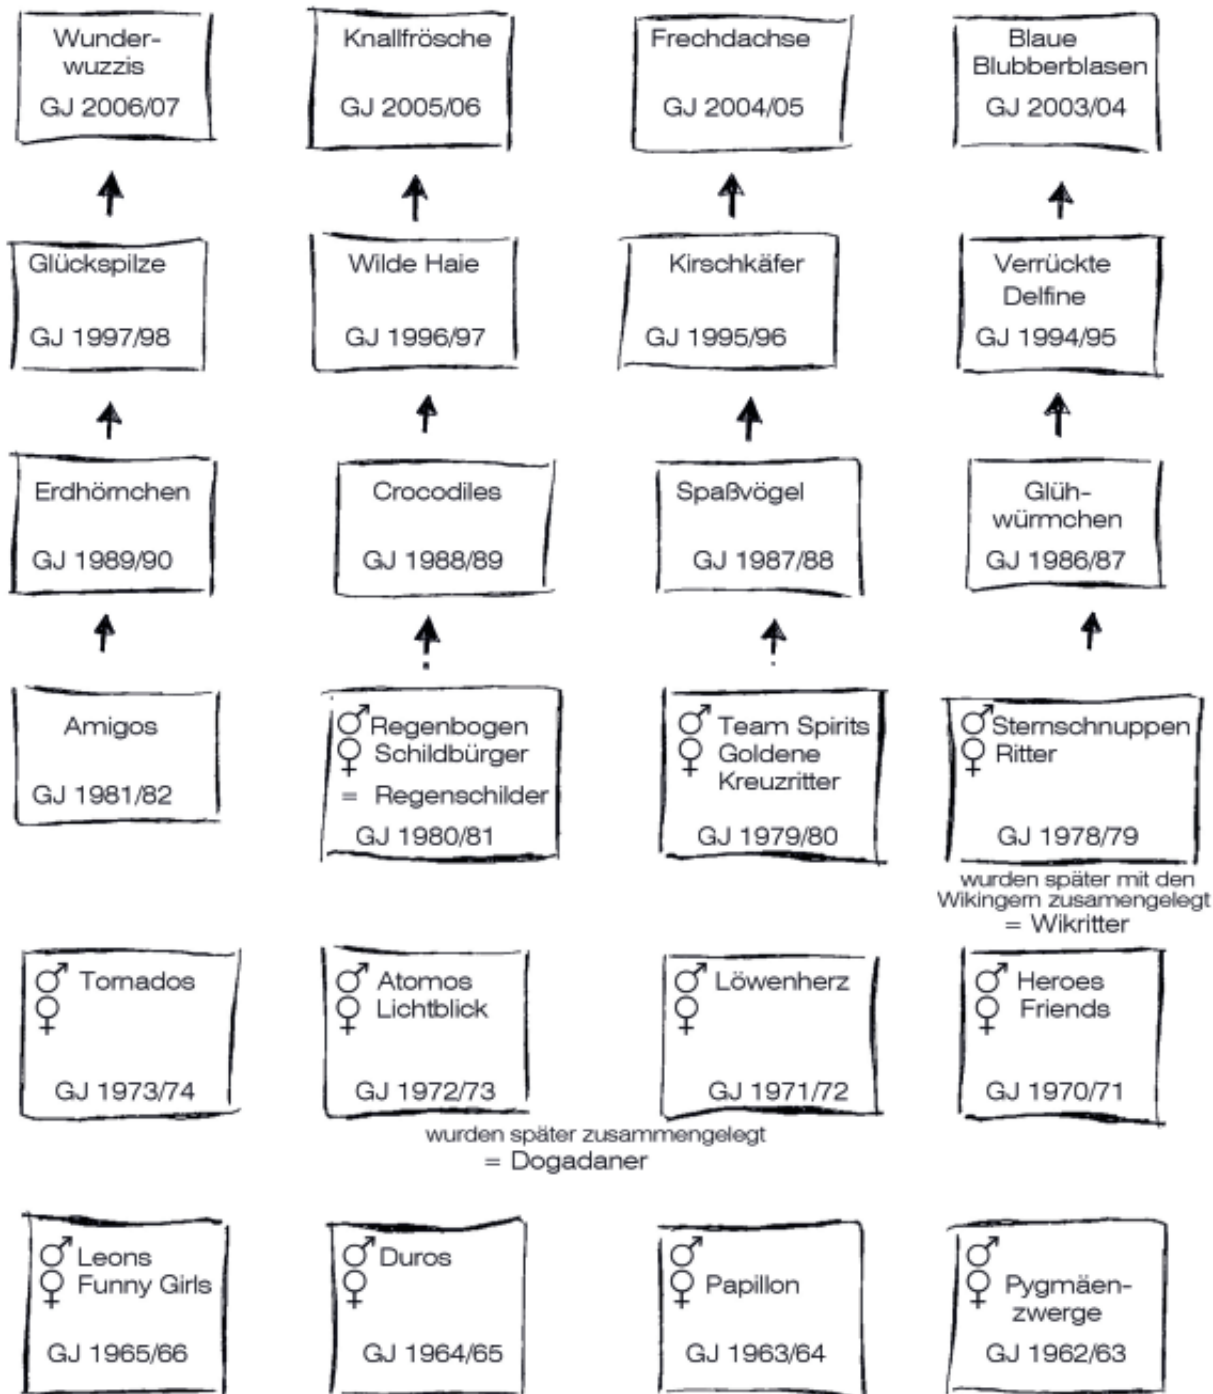 Wunder-
wuzzis
GJ 2006/07
Knallfrösche
GJ 2005/06
Frechdachse
GJ 2004/05
Blaue
Blubberblasen
GJ 2003/04
Glückspilze
GJ 1997/98
Wilde Haie
GJ 1996/97
Kirschkäfer
GJ 1995/96
Verrückte
Delfine
GJ 1994/95
Erdhörnchen
GJ 1989/90
Crocodiles
GJ 1988/89
Spaßvögel
GJ 1987/88
Glüh-
würmchen
GJ 1986/87
Amigos
GJ 1981/82
♂ Regenbogen
♀ Schildbürger
= Regenschilder
GJ 1980/81
♂ Team Spirits
♀ Goldene
Kreuzritter
GJ 1979/80
♂ Sternschnuppen
♀ Ritter
GJ 1978/79
wurden später mit den
Wikingern zusamengelegt
= Wikritter
♂ Tornados
♀
GJ 1973/74
♂ Atomos
♀ Lichtblick
GJ 1972/73
♂ Löwenherz
♀
GJ 1971/72
♂ Heroes
♀ Friends
GJ 1970/71
wurden später zusammengelegt
= Dogadaner
♂ Leons
♀ Funny Girls
GJ 1965/66
♂ Duros
♀
GJ 1964/65
♂
♀ Papillon
GJ 1963/64
♂
♀ Pygmäen-
zwerge
GJ 1962/63